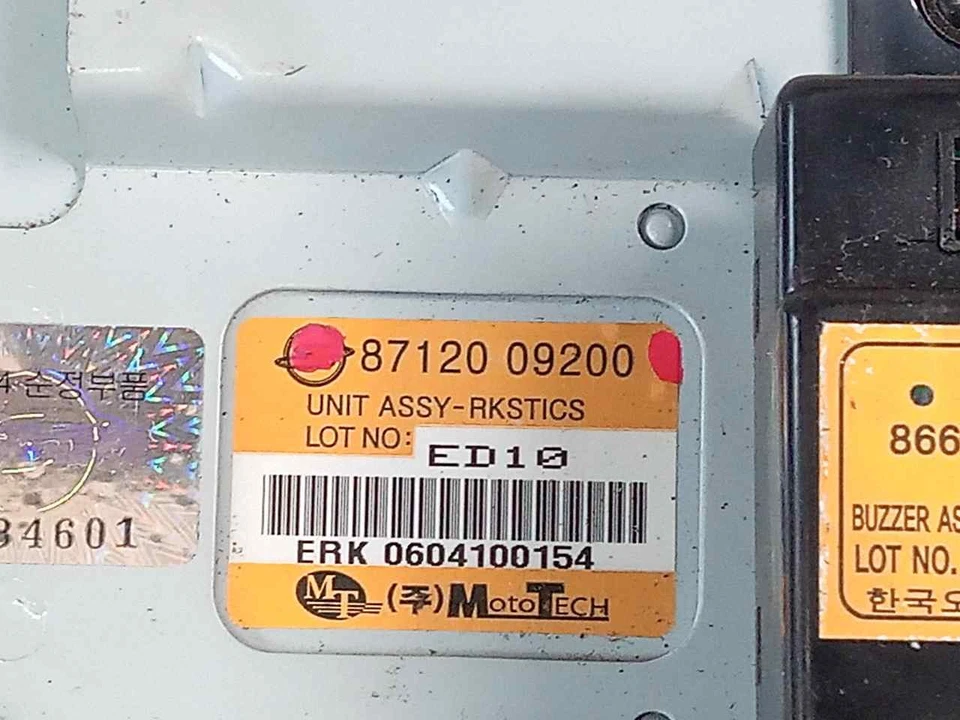 순정부품
34601
87120 09200
UNIT ASSY-RKSTICS
LOT NO: ED10
ERK 0604100154
MT (주)MOTOTECH
866
BUZZER AS
LOT NO.
한국오